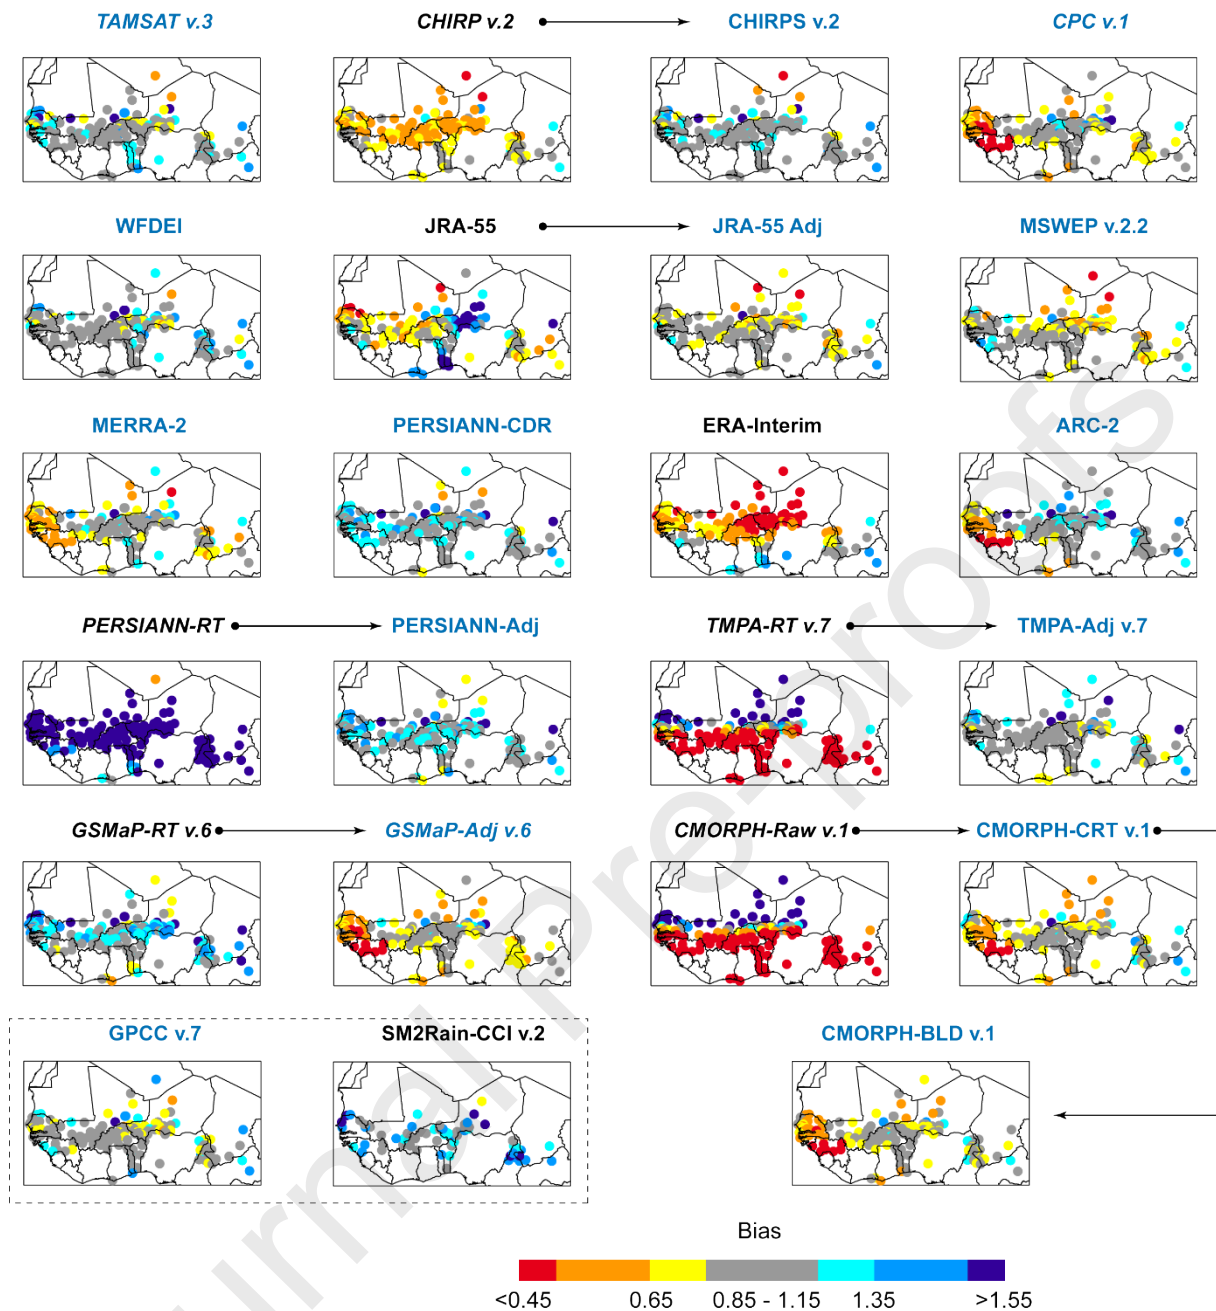 TAMSAT v.3 CHIRP v.2 CHIRPS v.2 CPC v.1
WFDEI JRA-55 JRA-55 Adj MSWEP v.2.2
MERRA-2 PERSIANN-CDR ERA-Interim ARC-2
PERSIANN-RT PERSIANN-Adj TMPA-RT v.7 TMPA-Adj v.7
GSMaP-RT v.6 GSMaP-Adj v.6 CMORPH-Raw v.1 CMORPH-CRT v.1
GPCC v.7 SM2Rain-CCI v.2 CMORPH-BLD v.1
Bias
<0.45 0.65 0.85 - 1.15 1.35 >1.55
urnal Pre-proofs